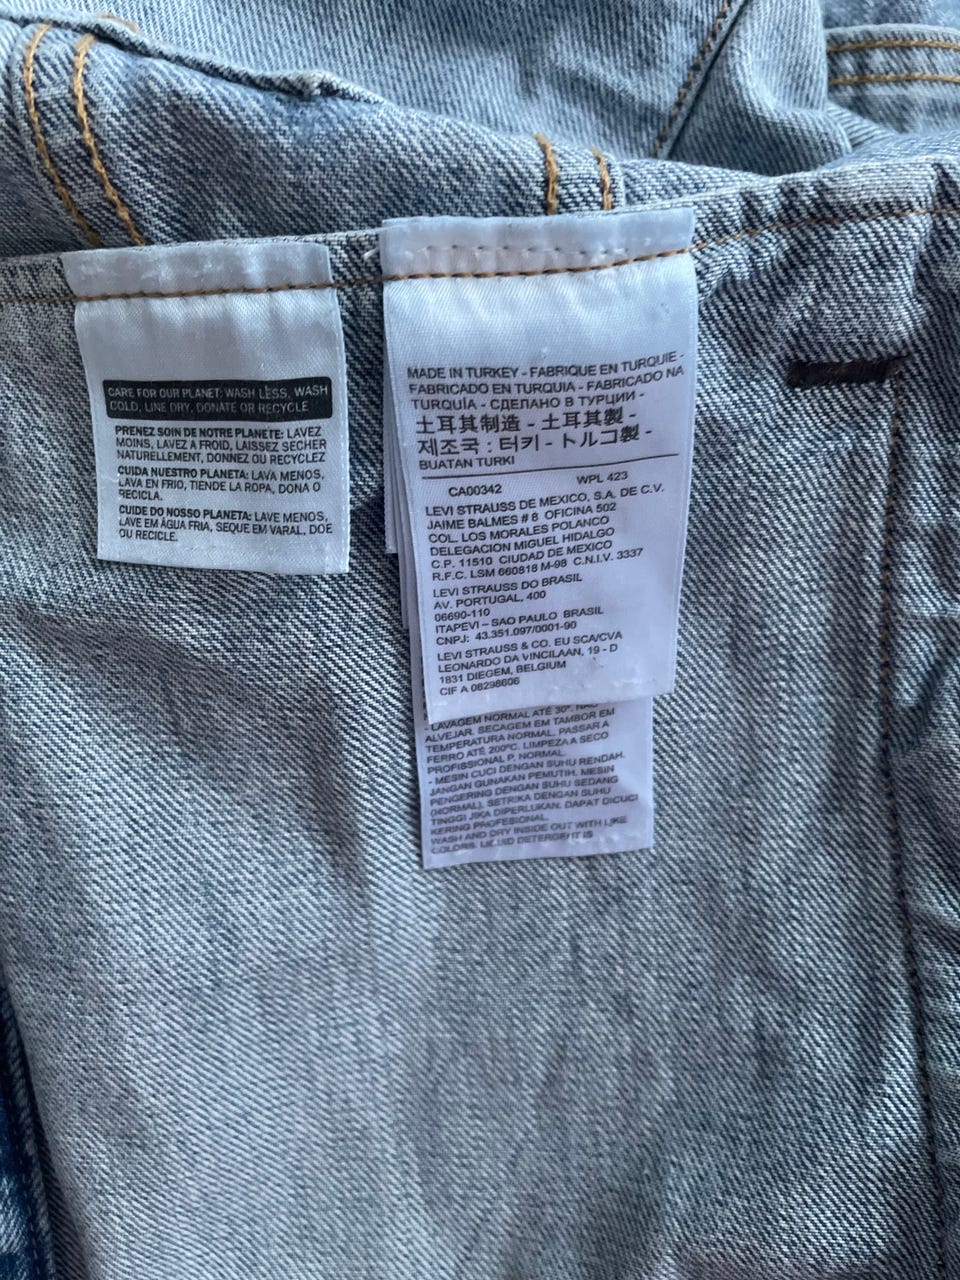 CARE FOR OUR PLANET: WASH LESS, WASH
COLD, LINE DRY, DONATE OR RECYCLE
PRENEZ SOIN DE NOTRE PLANETE: LAVEZ
MOINS, LAVEZ A FROID, LAISSEZ SECHER
NATURELLEMENT, DONNEZ OU RECYCLEZ
CUIDA NUESTRO PLANETA: LAVA MENOS,
LAVA EN FRIO, TIENDE LA ROPA, DONA O
RECICLA.
CUIDE DO NOSSO PLANETA: LAVE MENOS,
LAVE EM ÁGUA FRIA, SEQUE EM VARAL, DOE
OU RECICLE.
MADE IN TURKEY - FABRIQUE EN TURQUIE -
FABRICADO EN TURQUIA - FABRICADO NA
TURQUÍA - СДЕЛАНО В ТУРЦИИ -
土耳其制造 - 土耳其製 -
제조국 : 터키 - トルコ製 -
BUATAN TURKI
CA00342 WPL 423
LEVI STRAUSS DE MEXICO, S.A. DE C.V.
JAIME BALMES # 8 OFICINA 502
COL. LOS MORALES POLANCO
DELEGACION MIGUEL HIDALGO
C.P. 11510 CIUDAD DE MEXICO
R.F.C. LSM 660818 M-98 C.N.I.V. 3337
LEVI STRAUSS DO BRASIL
AV. PORTUGAL, 400
06690-110
ITAPEVI – SAO PAULO BRASIL
CNPJ: 43.351.097/0001-90
LEVI STRAUSS & CO. EU SCA/CVA
LEONARDO DA VINCILAAN, 19 - D
1831 DIEGEM, BELGIUM
CIF A 08298606
- LAVAGEM NORMAL ATÉ 30º. NÃO
ALVEJAR. SECAGEM EM TAMBOR EM
TEMPERATURA NORMAL. PASSAR A
FERRO ATÉ 200ºC. LIMPEZA A SECO
PROFISSIONAL P. NORMAL.
- MESIN CUCI DENGAN SUHU RENDAH.
JANGAN GUNAKAN PEMUTIH. MESIN
PENGERING DENGAN SUHU SEDANG
(NORMAL). SETRIKA DENGAN SUHU
TINGGI JIKA DIPERLUKAN. DAPAT DICUCI
KERING PROFESIONAL.
WASH AND DRY INSIDE OUT WITH LIKE
COLORS. LIQUID DETERGENT IS